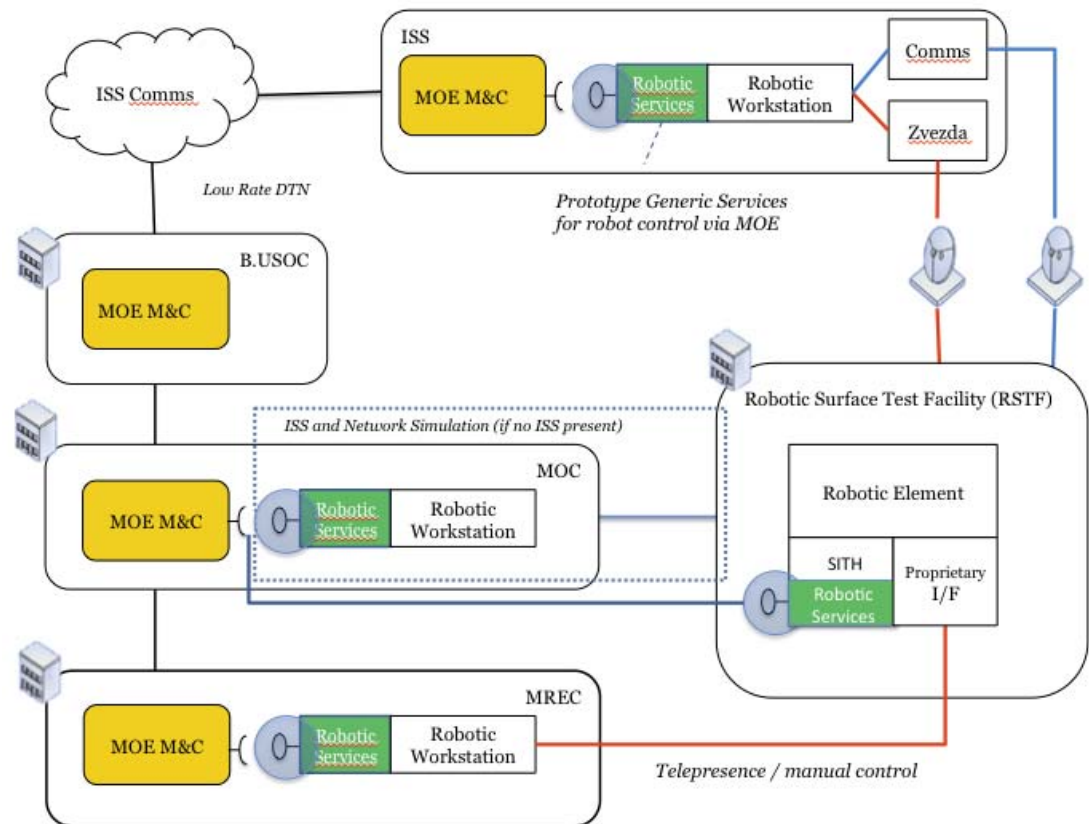 ISS
MOE M&C
Robotic
Services
Robotic
Workstation
Comms
Zvezda
ISS Comms
Low Rate DTN
Prototype Generic Services
for robot control via MOE
B.USOC
MOE M&C
Robotic Surface Test Facility (RSTF)
ISS and Network Simulation (if no ISS present)
MOC
MOE M&C
Robotic
Services
Robotic
Workstation
Robotic Element
SITH
Robotic
Services
Proprietary
I/F
MREC
MOE M&C
Robotic
Services
Robotic
Workstation
Telepresence / manual control